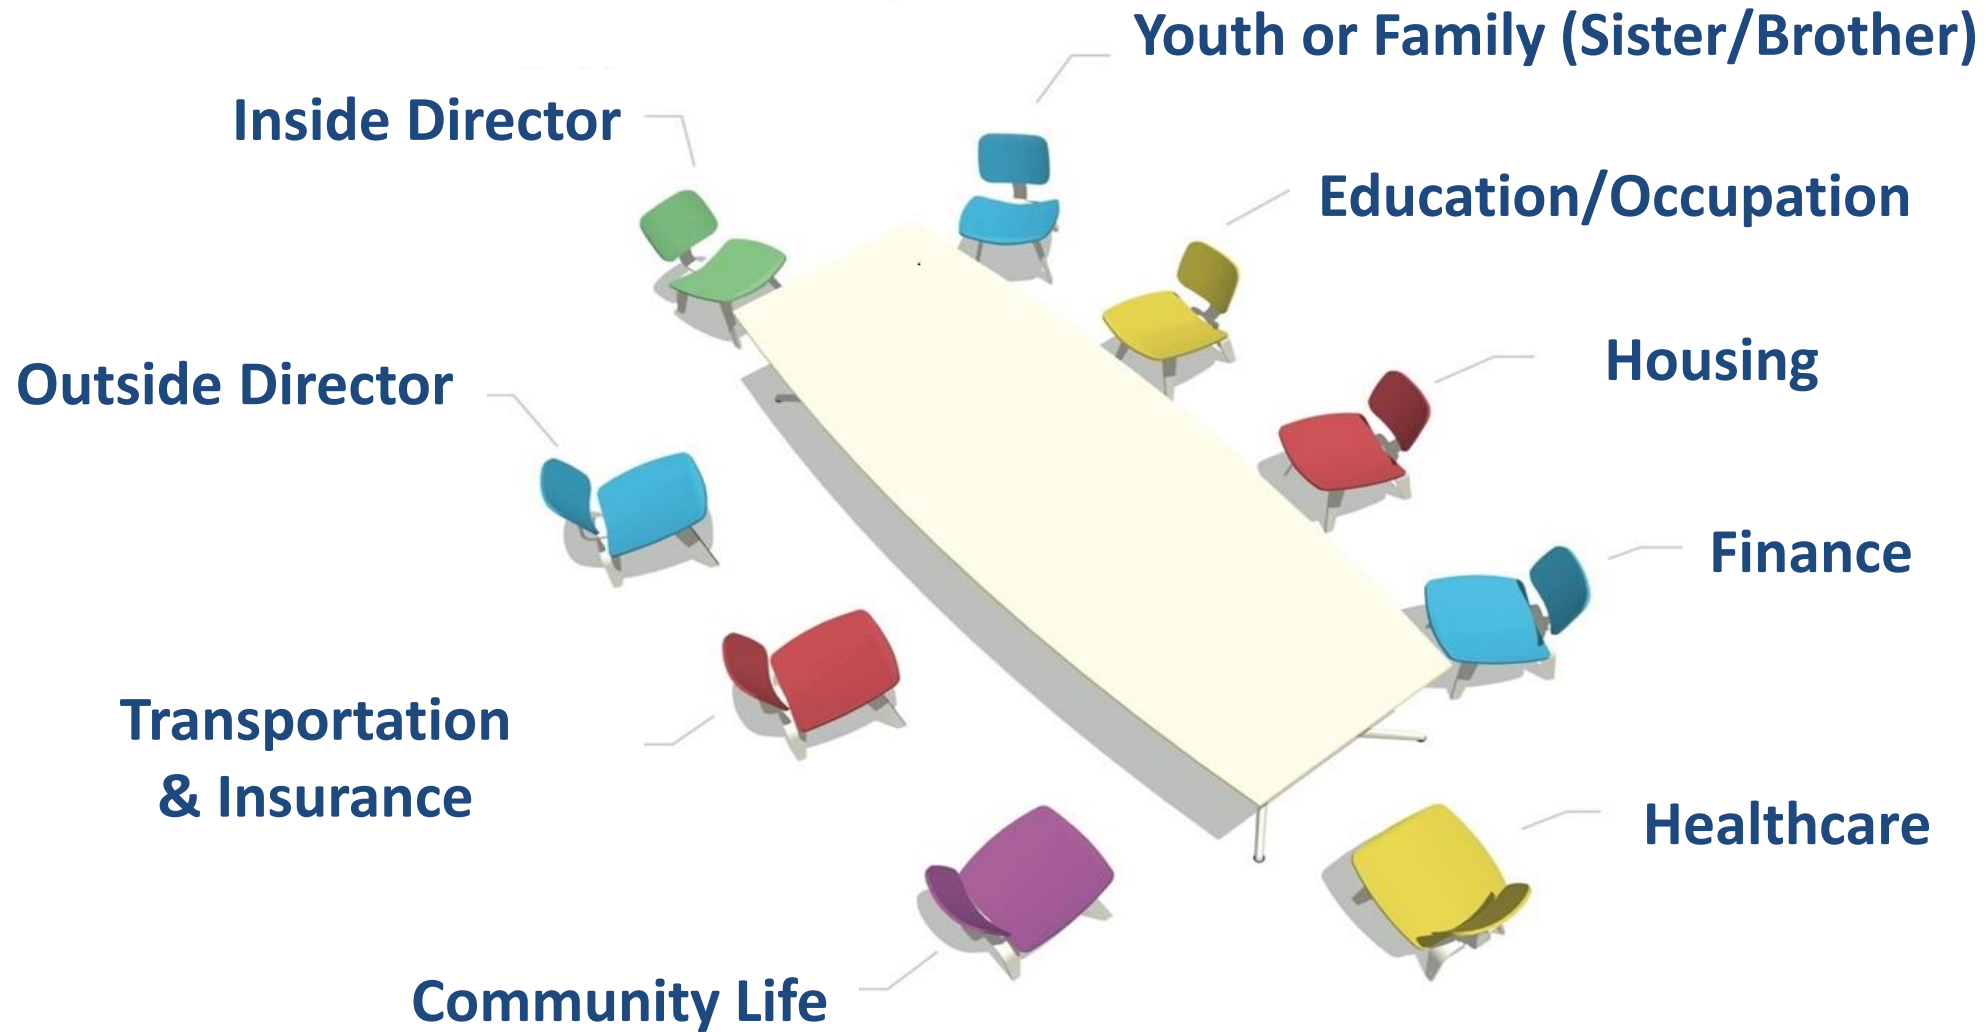 Youth or Family (Sister/Brother)
Inside Director
Education/Occupation
Housing
Outside Director
Finance
Transportation
& Insurance
Healthcare
Community Life